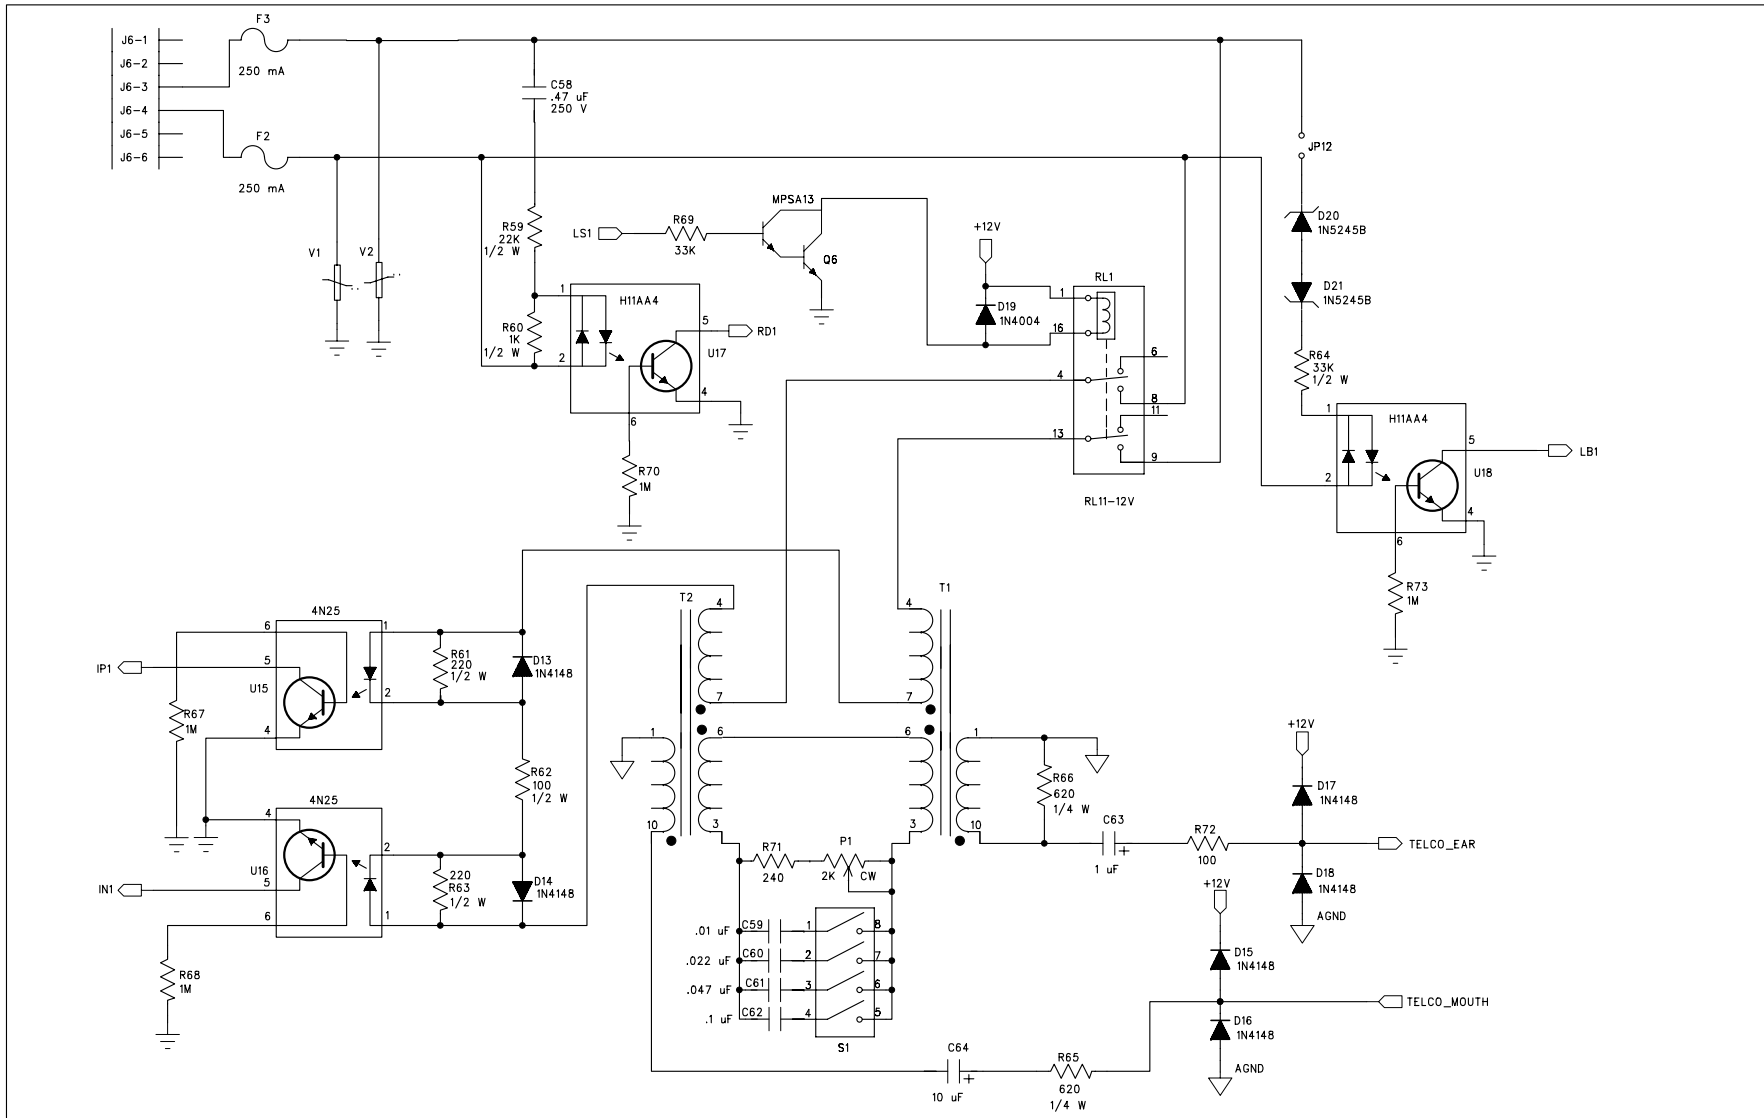 F3
J6-1
J6-2
J6-3
J6-4
J6-5
J6-6
250 mA
F2
250 mA
C58
.47 uF
250 V
JP12
D20
1N5245B
D21
1N5245B
R64
33K
1/2 W
V1
V2
R59
22K
1/2 W
R60
1K
1/2 W
LS1
R69
33K
MPSA13
Q6
+12V
D19
1N4004
RL1
1
16
4
13
6
8
11
9
RL11-12V
1
2
H11AA4
5
RD1
U17
4
6
R70
1M
1
2
H11AA4
5
LB1
U18
4
6
R73
1M
4N25
6
5
4
1
2
IP1
U15
R67
1M
R61
220
1/2 W
D13
1N4148
R62
100
1/2 W
4N25
4
5
6
2
1
IN1
U16
R68
1M
220
R63
1/2 W
D14
1N4148
T2
4
7
1
6
10
3
T1
4
7
6
1
3
10
R71
240
P1
2K
CW
R66
620
1/4 W
C63
1 uF
R72
100
+12V
D17
1N4148
TELCO_EAR
D18
1N4148
AGND
.01 uF
C59
1
8
.022 uF
C60
2
7
.047 uF
C61
3
6
.1 uF
C62
4
5
S1
+12V
D15
1N4148
TELCO_MOUTH
D16
1N4148
AGND
C64
10 uF
R65
620
1/4 W